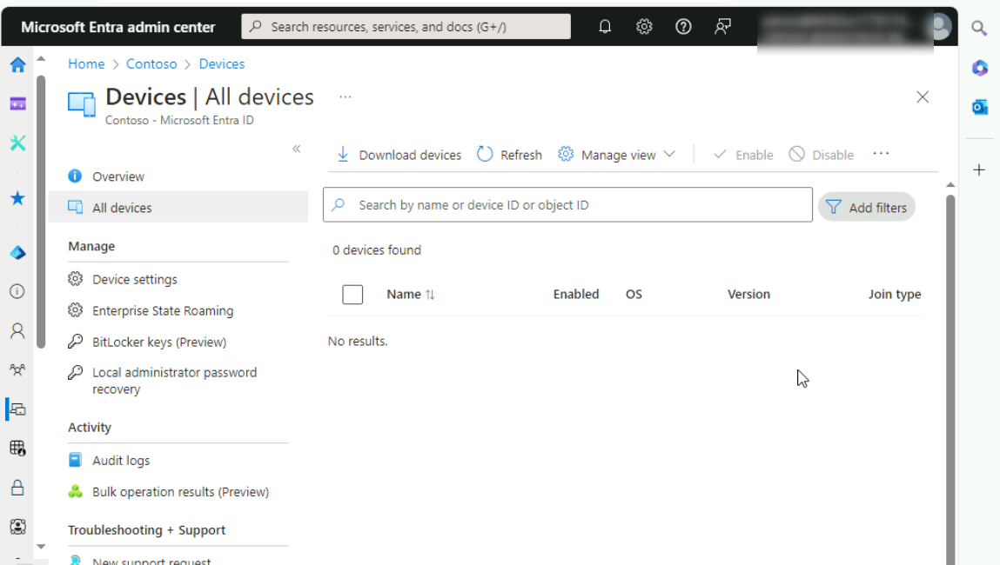 Microsoft Entra admin center
Search resources, services, and docs (G+/)
Home > Contoso > Devices
Devices | All devices
...
Contoso - Microsoft Entra ID
Overview
All devices
Manage
Device settings
Enterprise State Roaming
BitLocker keys (Preview)
Local administrator password
recovery
Activity
Audit logs
Bulk operation results (Preview)
Troubleshooting + Support
New support request
Download devices
Refresh
Manage view
Enable
Disable
...
Search by name or device ID or object ID
Add filters
0 devices found
Name
Enabled
OS
Version
Join type
No results.